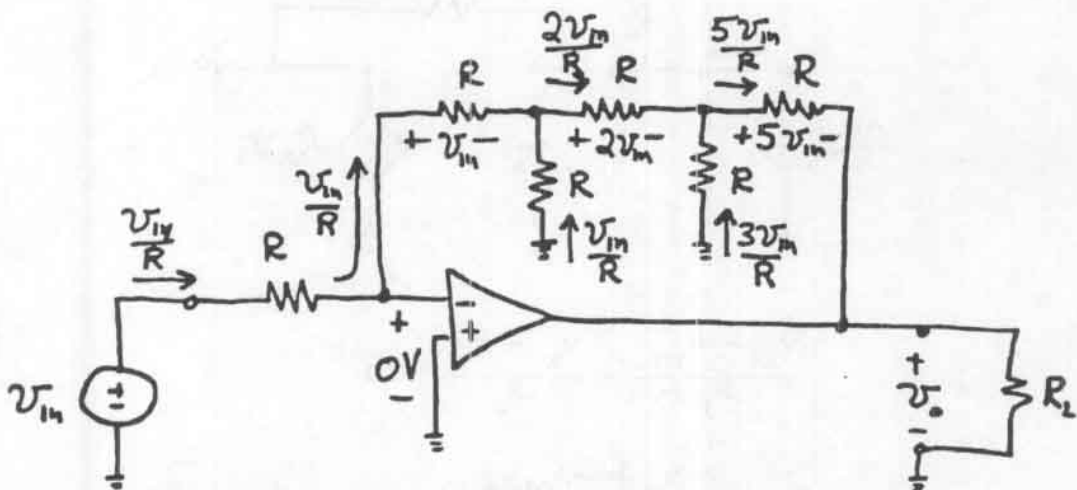 2v_in/R 5v_in/R
R R R
+ v_in - + 2v_in - + 5v_in -
v_in/R R R
v_in/R R v_in/R 3v_in/R
+ - +
0V
-
v_in + - + v_o - R_L